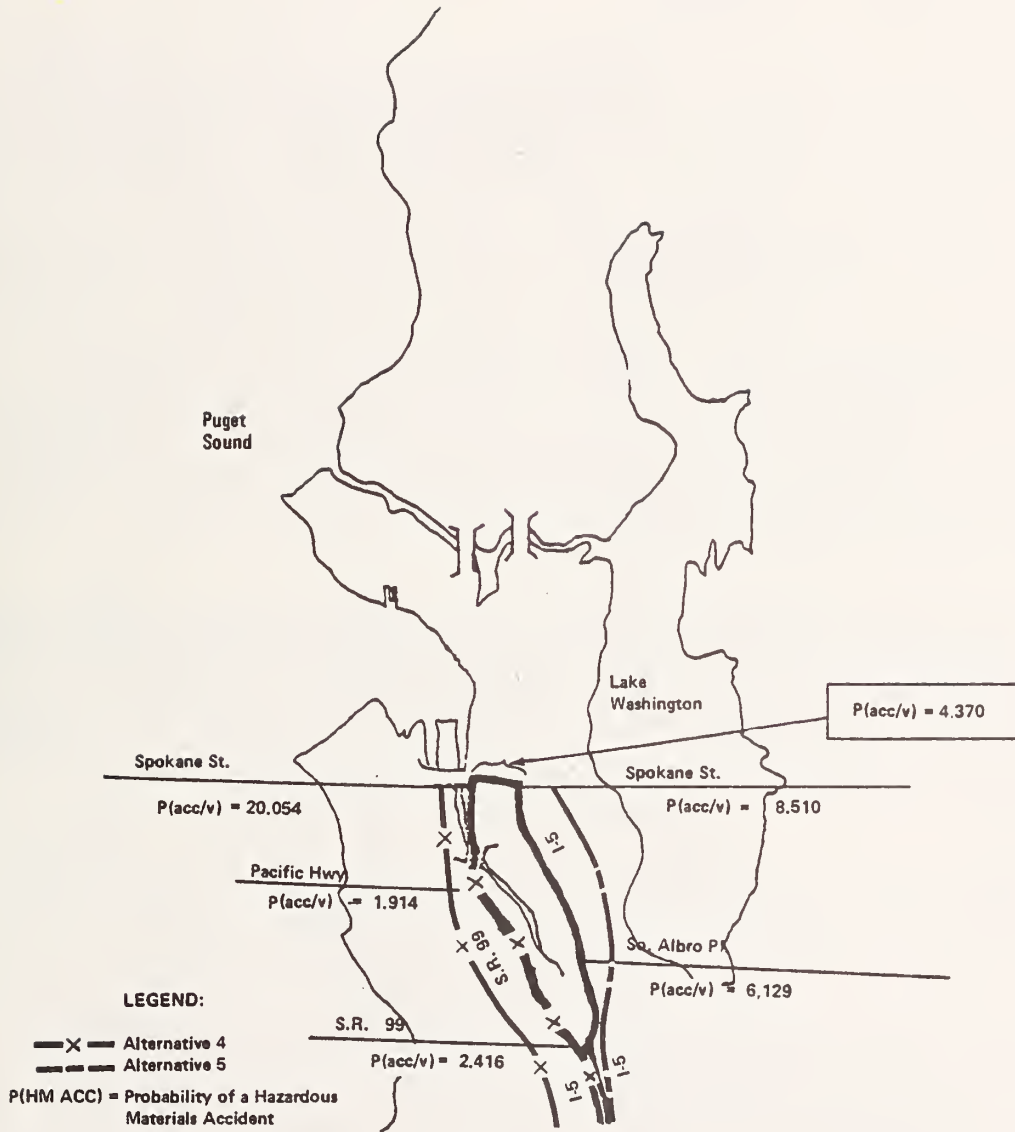 Puget
Sound
Lake
Washington
P(acc/v) = 4.370
Spokane St.
Spokane St.
P(acc/v) = 20.054
P(acc/v) = 8.510
I-5
Pacific Hwy
P(acc/v) = 1.914
S.R. 99
So. Albro Pl
P(acc/v) = 6,129
LEGEND:
Alternative 4
Alternative 5
P(HM ACC) = Probability of a Hazardous
Materials Accident
S.R. 99
P(acc/v) = 2.416
I-5
I-5